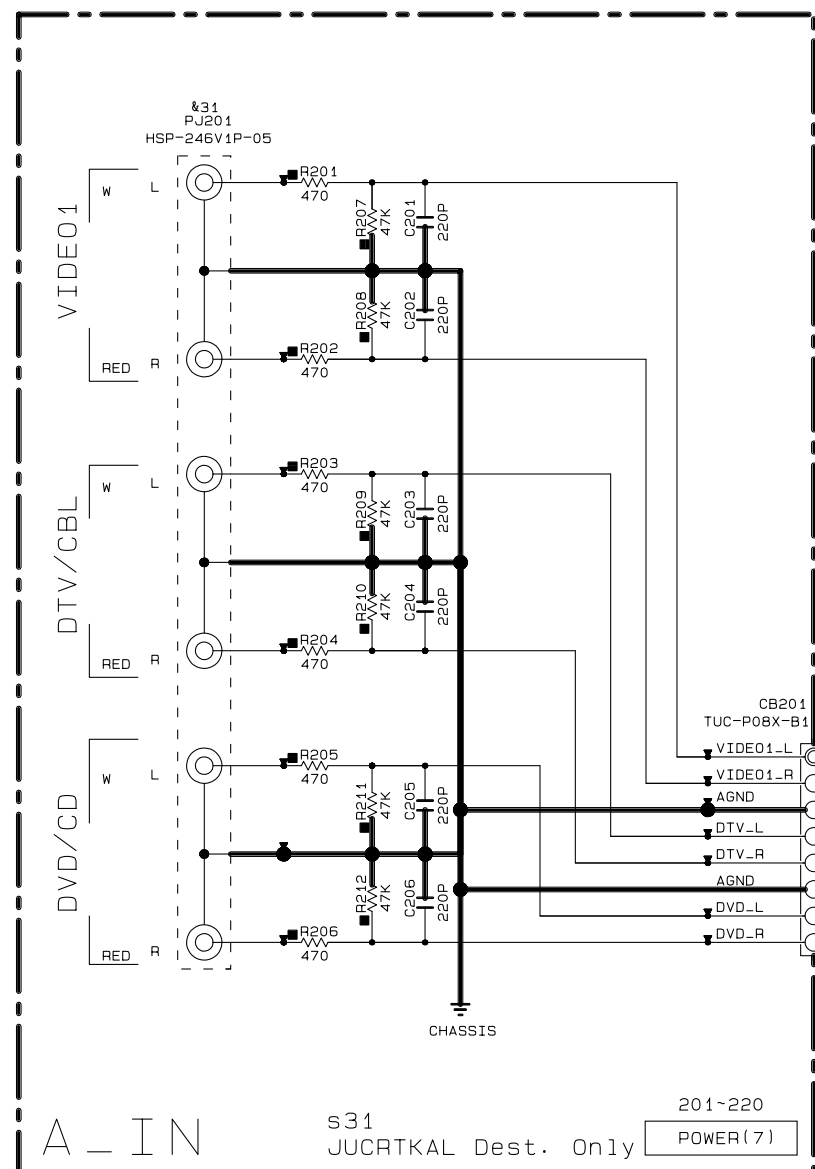 &31
PJ201
HSP-246V1P-05
VIDEO1
W L
RED R
R201
470
R207
47K
C201
220P
R208
47K
C202
220P
R202
470
DTV/CBL
W L
RED R
R203
470
R209
47K
C203
220P
R210
47K
C204
220P
R204
470
DVD/CD
W L
RED R
R205
470
R211
47K
C205
220P
R212
47K
C206
220P
R206
470
CB201
TUC-P08X-B1
VIDEO1_L
VIDEO1_R
AGND
DTV_L
DTV_R
AGND
DVD_L
DVD_R
CHASSIS
A_IN
s31
JUCRTKAL Dest. Only
201~220
POWER(7)